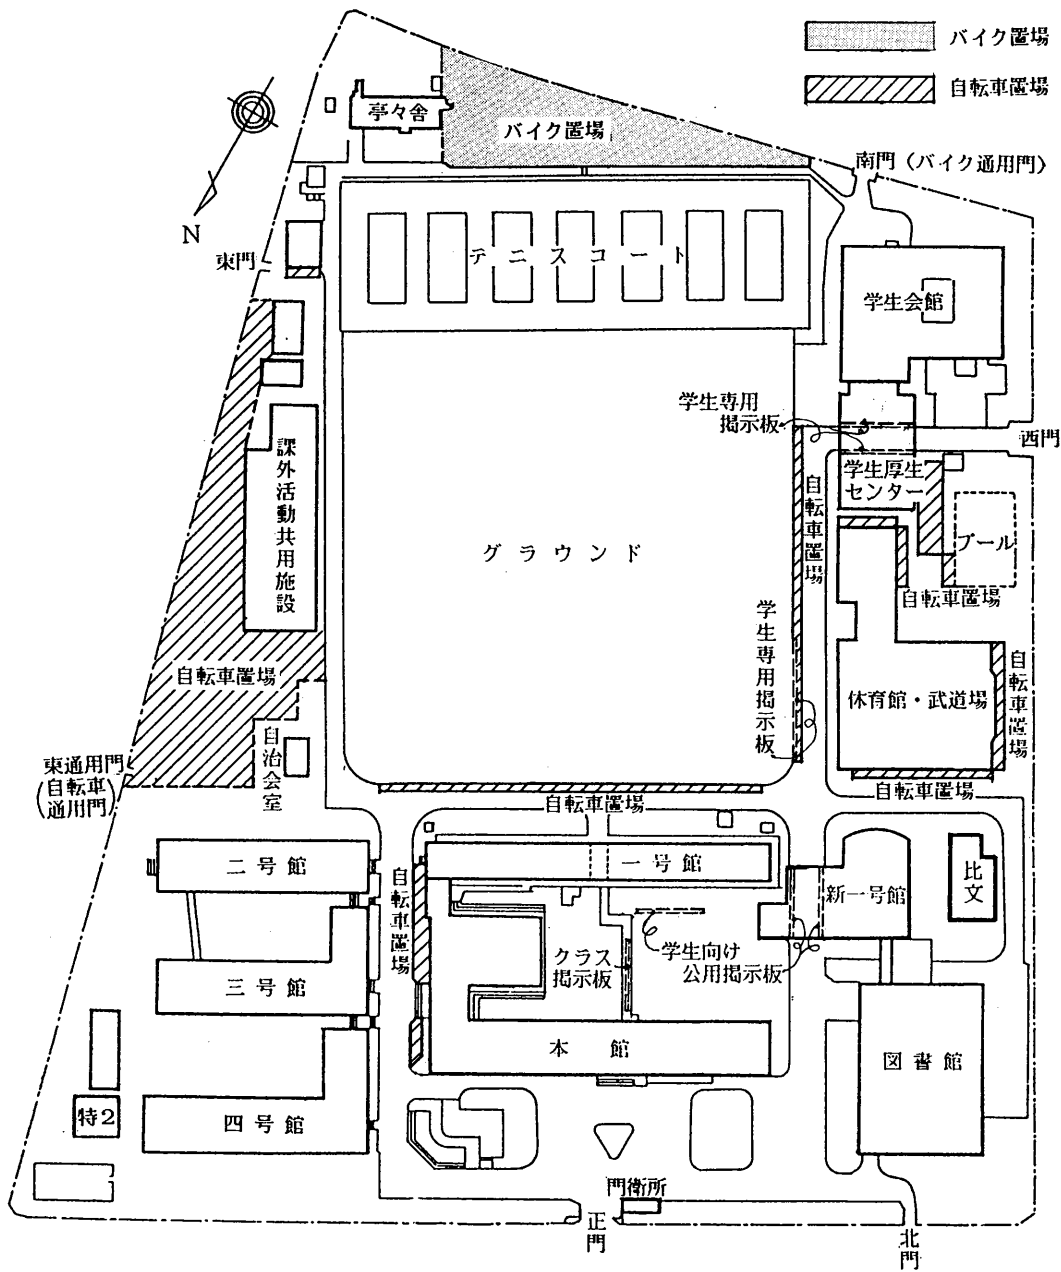 バイク置場
自転車置場
亭々舎
バイク置場
南門(バイク通用門)
N
東門
テニスコート
学生会館
学生専用
掲示板
西門
課外活動共用施設
学生厚生
センター
自転車置場
グラウンド
プール
自転車置場
学生専用掲示板
自転車置場
体育館・武道場
自転車置場
自治会室
東通用門
(自転車
通用門)
自転車置場
自転車置場
二号館
一号館
自転車置場
新一号館
比文
クラス
掲示板
学生向け
公用掲示板
三号館
本館
図書館
特2
四号館
門衛所
正門
北門